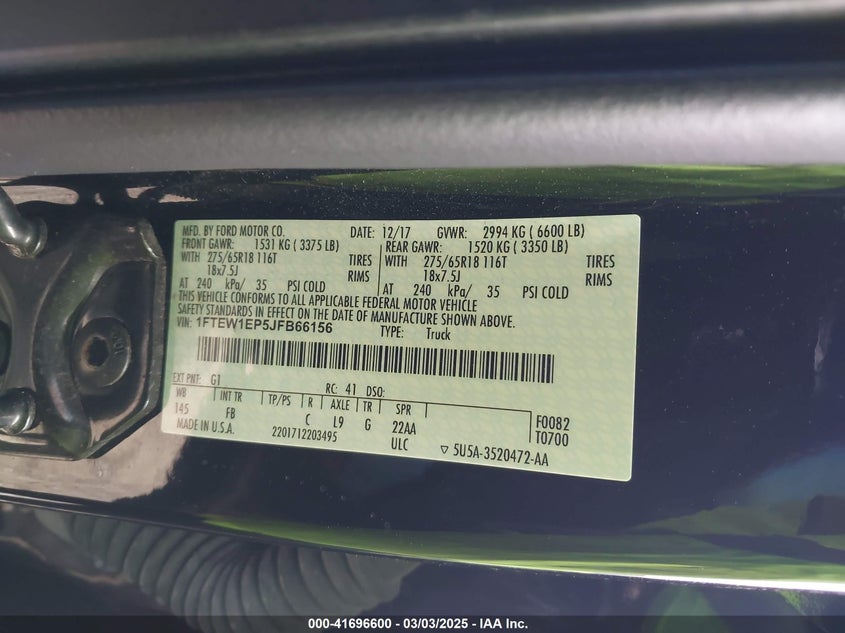 MFD. BY FORD MOTOR CO. DATE: 12/17 GVWR: 2994 KG ( 6600 LB)
FRONT GAWR: 1531 KG ( 3375 LB) REAR GAWR: 1520 KG ( 3350 LB)
WITH 275/65R18 116T TIRES WITH 275/65R18 116T TIRES
18x7.5J RIMS 18x7.5J RIMS
AT 240 kPa/ 35 PSI COLD AT 240 kPa/ 35 PSI COLD
THIS VEHICLE CONFORMS TO ALL APPLICABLE FEDERAL MOTOR VEHICLE
SAFETY STANDARDS IN EFFECT ON THE DATE OF MANUFACTURE SHOWN ABOVE.
VIN: 1FTEW1EP5JFB66156 TYPE: Truck
EXT PNT: G1 RC: 41 DSO:
WB INT TR TP/PS R AXLE TR SPR F0082
145 FB C L9 G 22AA T0700
MADE IN U.S.A. 2201712203495 ULC ▽ 5U5A-3520472-AA
000-41696600 / 03/03/2025 - IAA Inc.